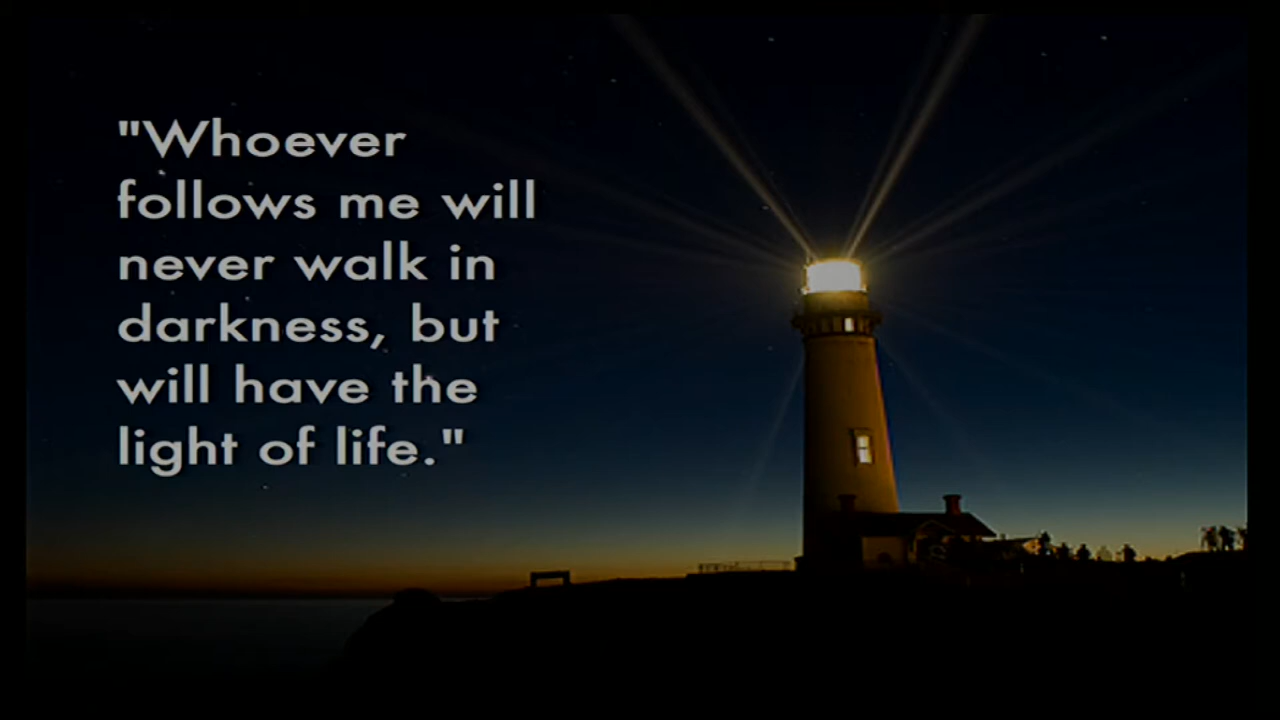 "Whoever
follows me will
never walk in
darkness, but
will have the
light of life."